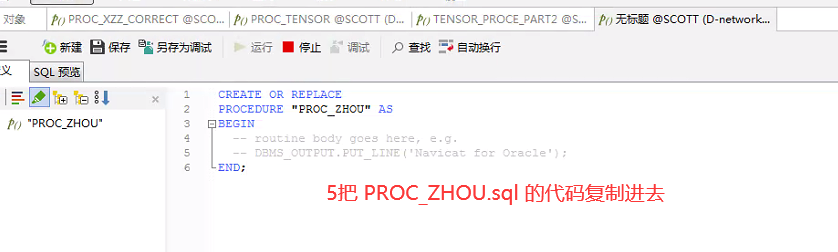 对象
PROC_XZZ_CORRECT @SCO...
PROC_TENSOR @SCOTT (D...
TENSOR_PROCE_PART2 @S...
无标题 @SCOTT (D-network...
新建
保存
另存为调试
运行
停止
调试
查找
自动换行
义
SQL 预览
"PROC_ZHOU"
1 CREATE OR REPLACE
2 PROCEDURE "PROC_ZHOU" AS
3 BEGIN
4 -- routine body goes here, e.g.
5 -- DBMS_OUTPUT.PUT_LINE('Navicat for Oracle');
6 END;
5把 PROC_ZHOU.sql 的代码复制进去